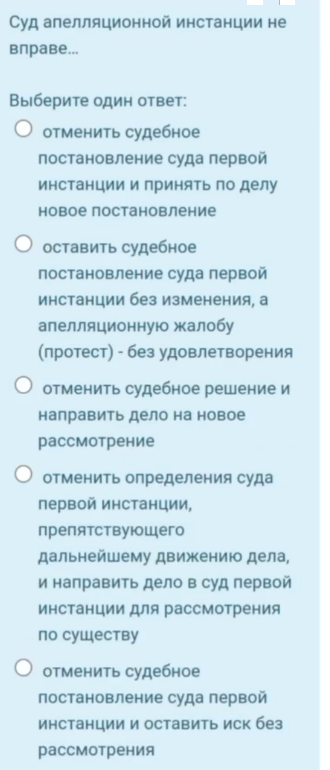 Суд апелляционной инстанции не
вправе...
Выберите один ответ:
отменить судебное
постановление суда первой
инстанции и принять по делу
новое постановление
оставить судебное
постановление суда первой
инстанции без изменения, а
апелляционную жалобу
(протест) - без удовлетворения
отменить судебное решение и
направить дело на новое
рассмотрение
отменить определения суда
первой инстанции,
препятствующего
дальнейшему движению дела,
и направить дело в суд первой
инстанции для рассмотрения
по существу
отменить судебное
постановление суда первой
инстанции и оставить иск без
рассмотрения